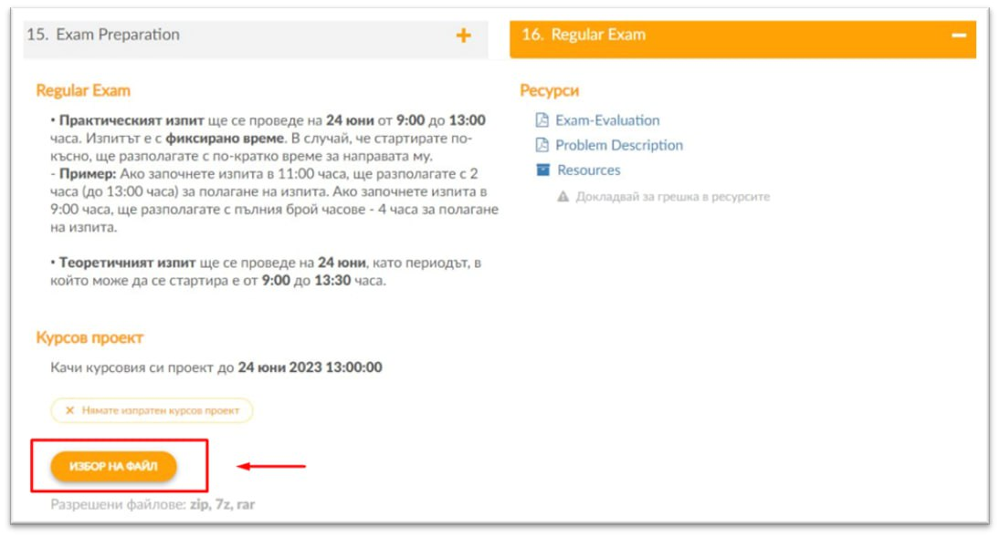 15. Exam Preparation
16. Regular Exam
Regular Exam
• Практическият изпит ще се проведе на 24 юни от 9:00 до 13:00
часа. Изпитът е с фиксирано време. В случай, че стартирате по-
късно, ще разполагате с по-кратко време за направата му.
- Пример: Ако започнете изпита в 11:00 часа, ще разполагате с 2
часа (до 13:00 часа) за полагане на изпита. Ако започнете изпита в
9:00 часа, ще разполагате с пълния брой часове - 4 часа за полагане
на изпита.
• Теоретичният изпит ще се проведе на 24 юни, като периодът, в
който може да се стартира е от 9:00 до 13:30 часа.
Курсов проект
Качи курсовия си проект до 24 юни 2023 13:00:00
Нямате изпратен курсов проект
ИЗБОР НА ФАЙЛ
Разрешени файлове: zip, 7z, rar
Ресурси
Exam-Evaluation
Problem Description
Resources
Докладвай за грешка в ресурсите